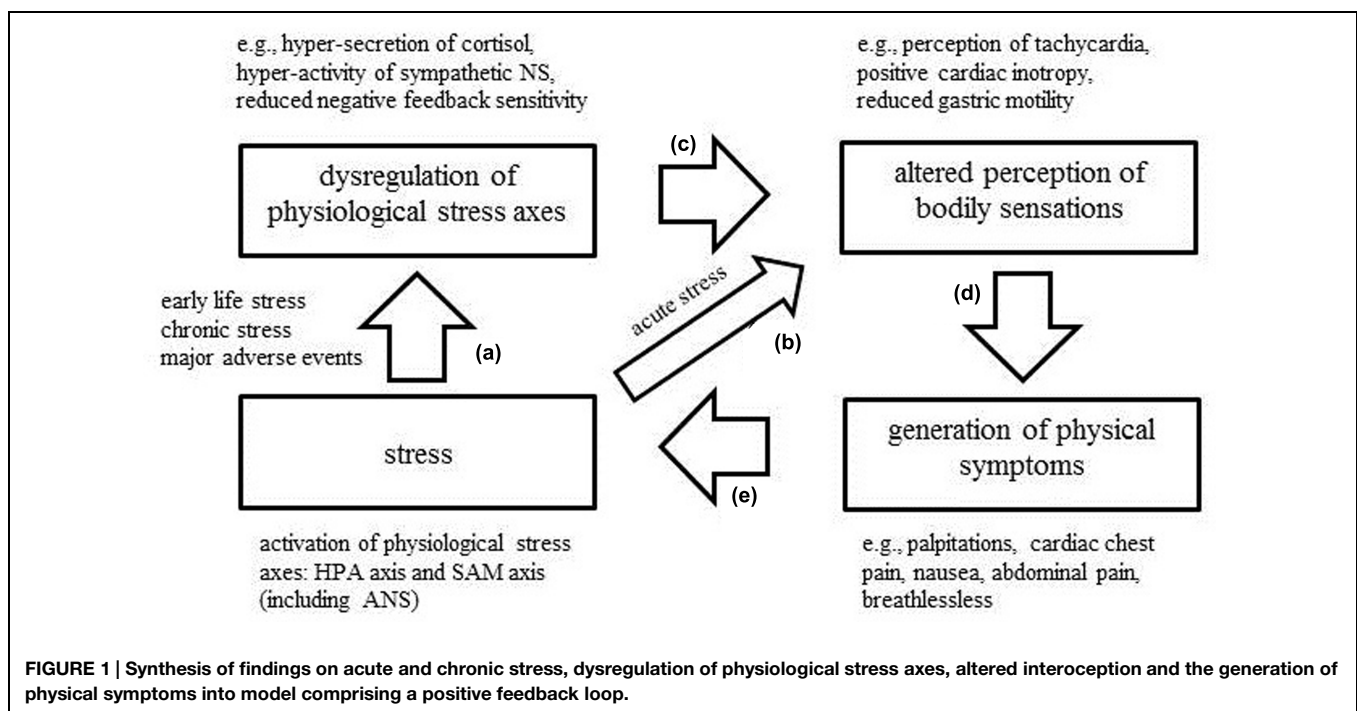 e.g., hyper-secretion of cortisol,
hyper-activity of sympathetic NS,
reduced negative feedback sensitivity
e.g., perception of tachycardia,
positive cardiac inotropy,
reduced gastric motility
dysregulation of
physiological stress axes
(c)
altered perception of
bodily sensations
early life stress
chronic stress
major adverse events
(a)
acute stress
(b)
(d)
stress
(e)
generation of physical
symptoms
activation of physiological stress
axes: HPA axis and SAM axis
(including ANS)
e.g., palpitations, cardiac chest
pain, nausea, abdominal pain,
breathlessless
FIGURE 1 | Synthesis of findings on acute and chronic stress, dysregulation of physiological stress axes, altered interoception and the generation of
physical symptoms into model comprising a positive feedback loop.